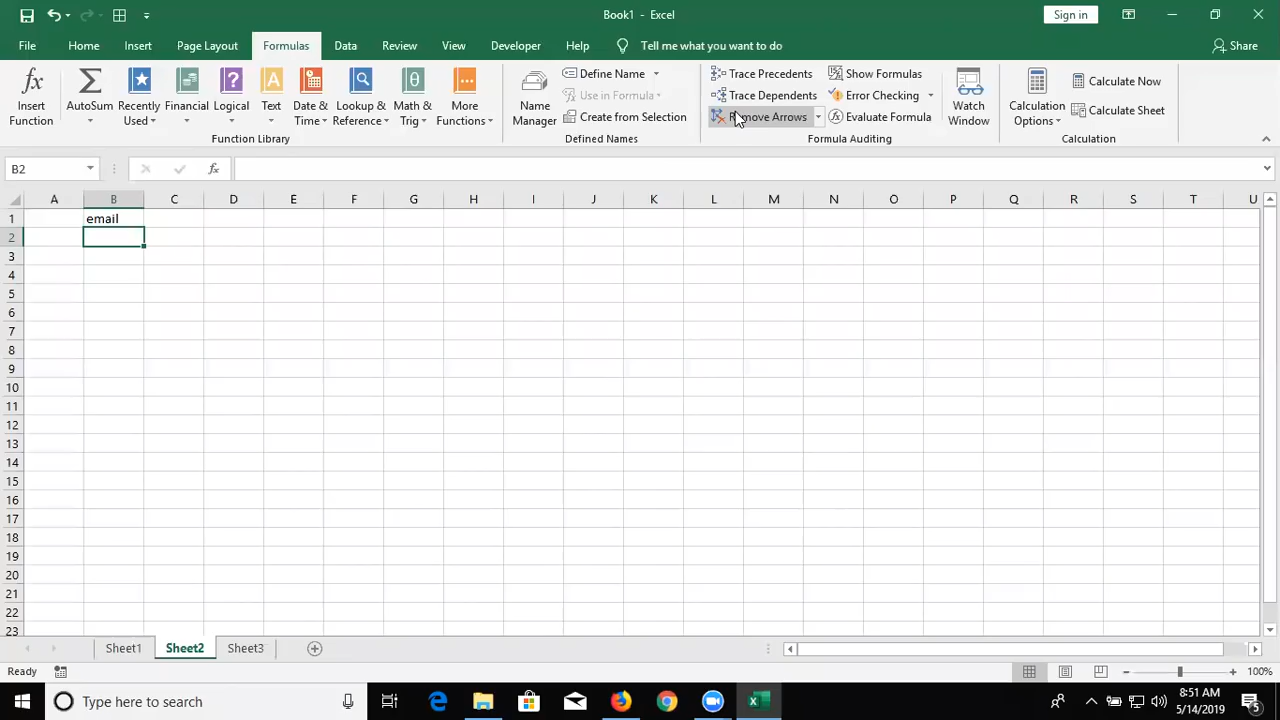 Book1 - Excel
Sign in
File Home Insert Page Layout Formulas Data Review View Developer Help Tell me what you want to do Share
Insert Function
AutoSum
Recently Used
Financial
Logical
Text
Date & Time
Lookup & Reference
Math & Trig
More Functions
Function Library
Name Manager
Define Name
Use in Formula
Create from Selection
Defined Names
Trace Precedents
Trace Dependents
Remove Arrows
Show Formulas
Error Checking
Evaluate Formula
Formula Auditing
Watch Window
Calculation Options
Calculate Now
Calculate Sheet
Calculation
B2 fx
A B C D E F G H I J K L M N O P Q R S T U
1 email
2
3
4
5
6
7
8
9
10
11
12
13
14
15
16
17
18
19
20
21
22
23
Sheet1 Sheet2 Sheet3
Ready 100%
Type here to search
8:51 AM
5/14/2019
5